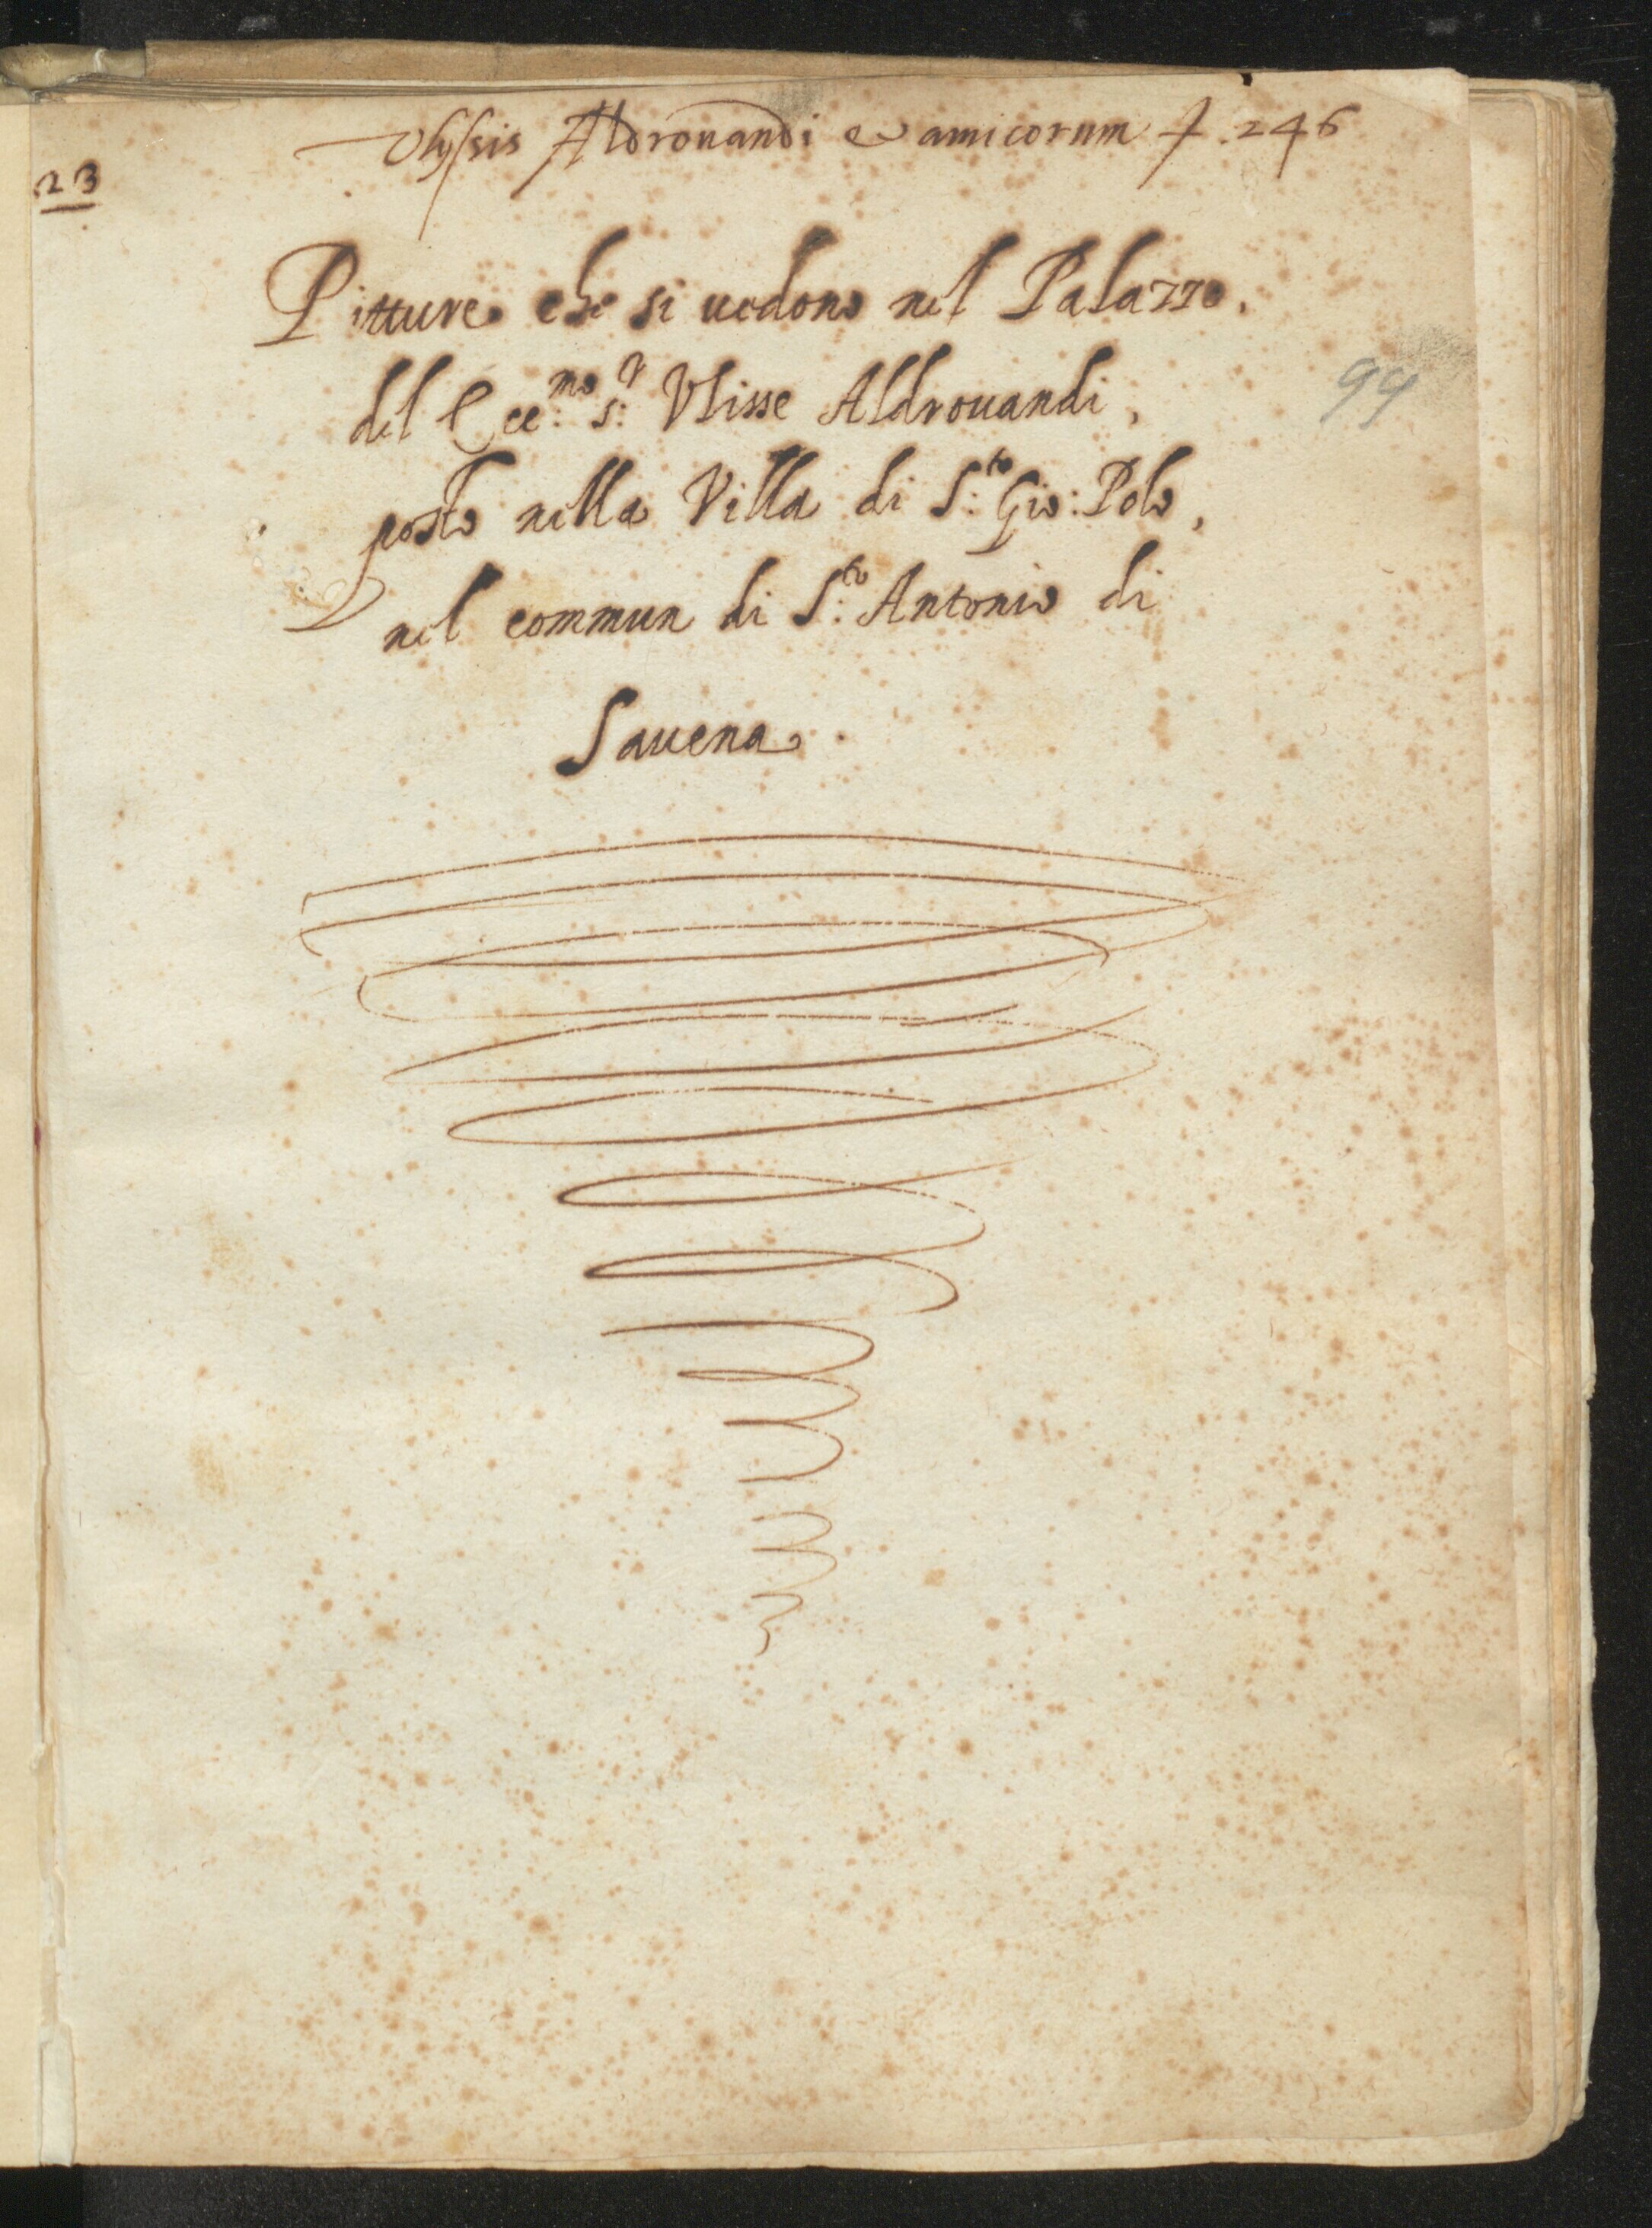 Vlyssis Aldrouandi et amicorum f. 246
23
Pitture che si uedono nel Palazzo,
del Ecc:mo s:r Vlisse Aldrouandi,
99
posto nella Villa di S:to Gio: Polo,
nel commun di S:to Antonio di
Sauena.